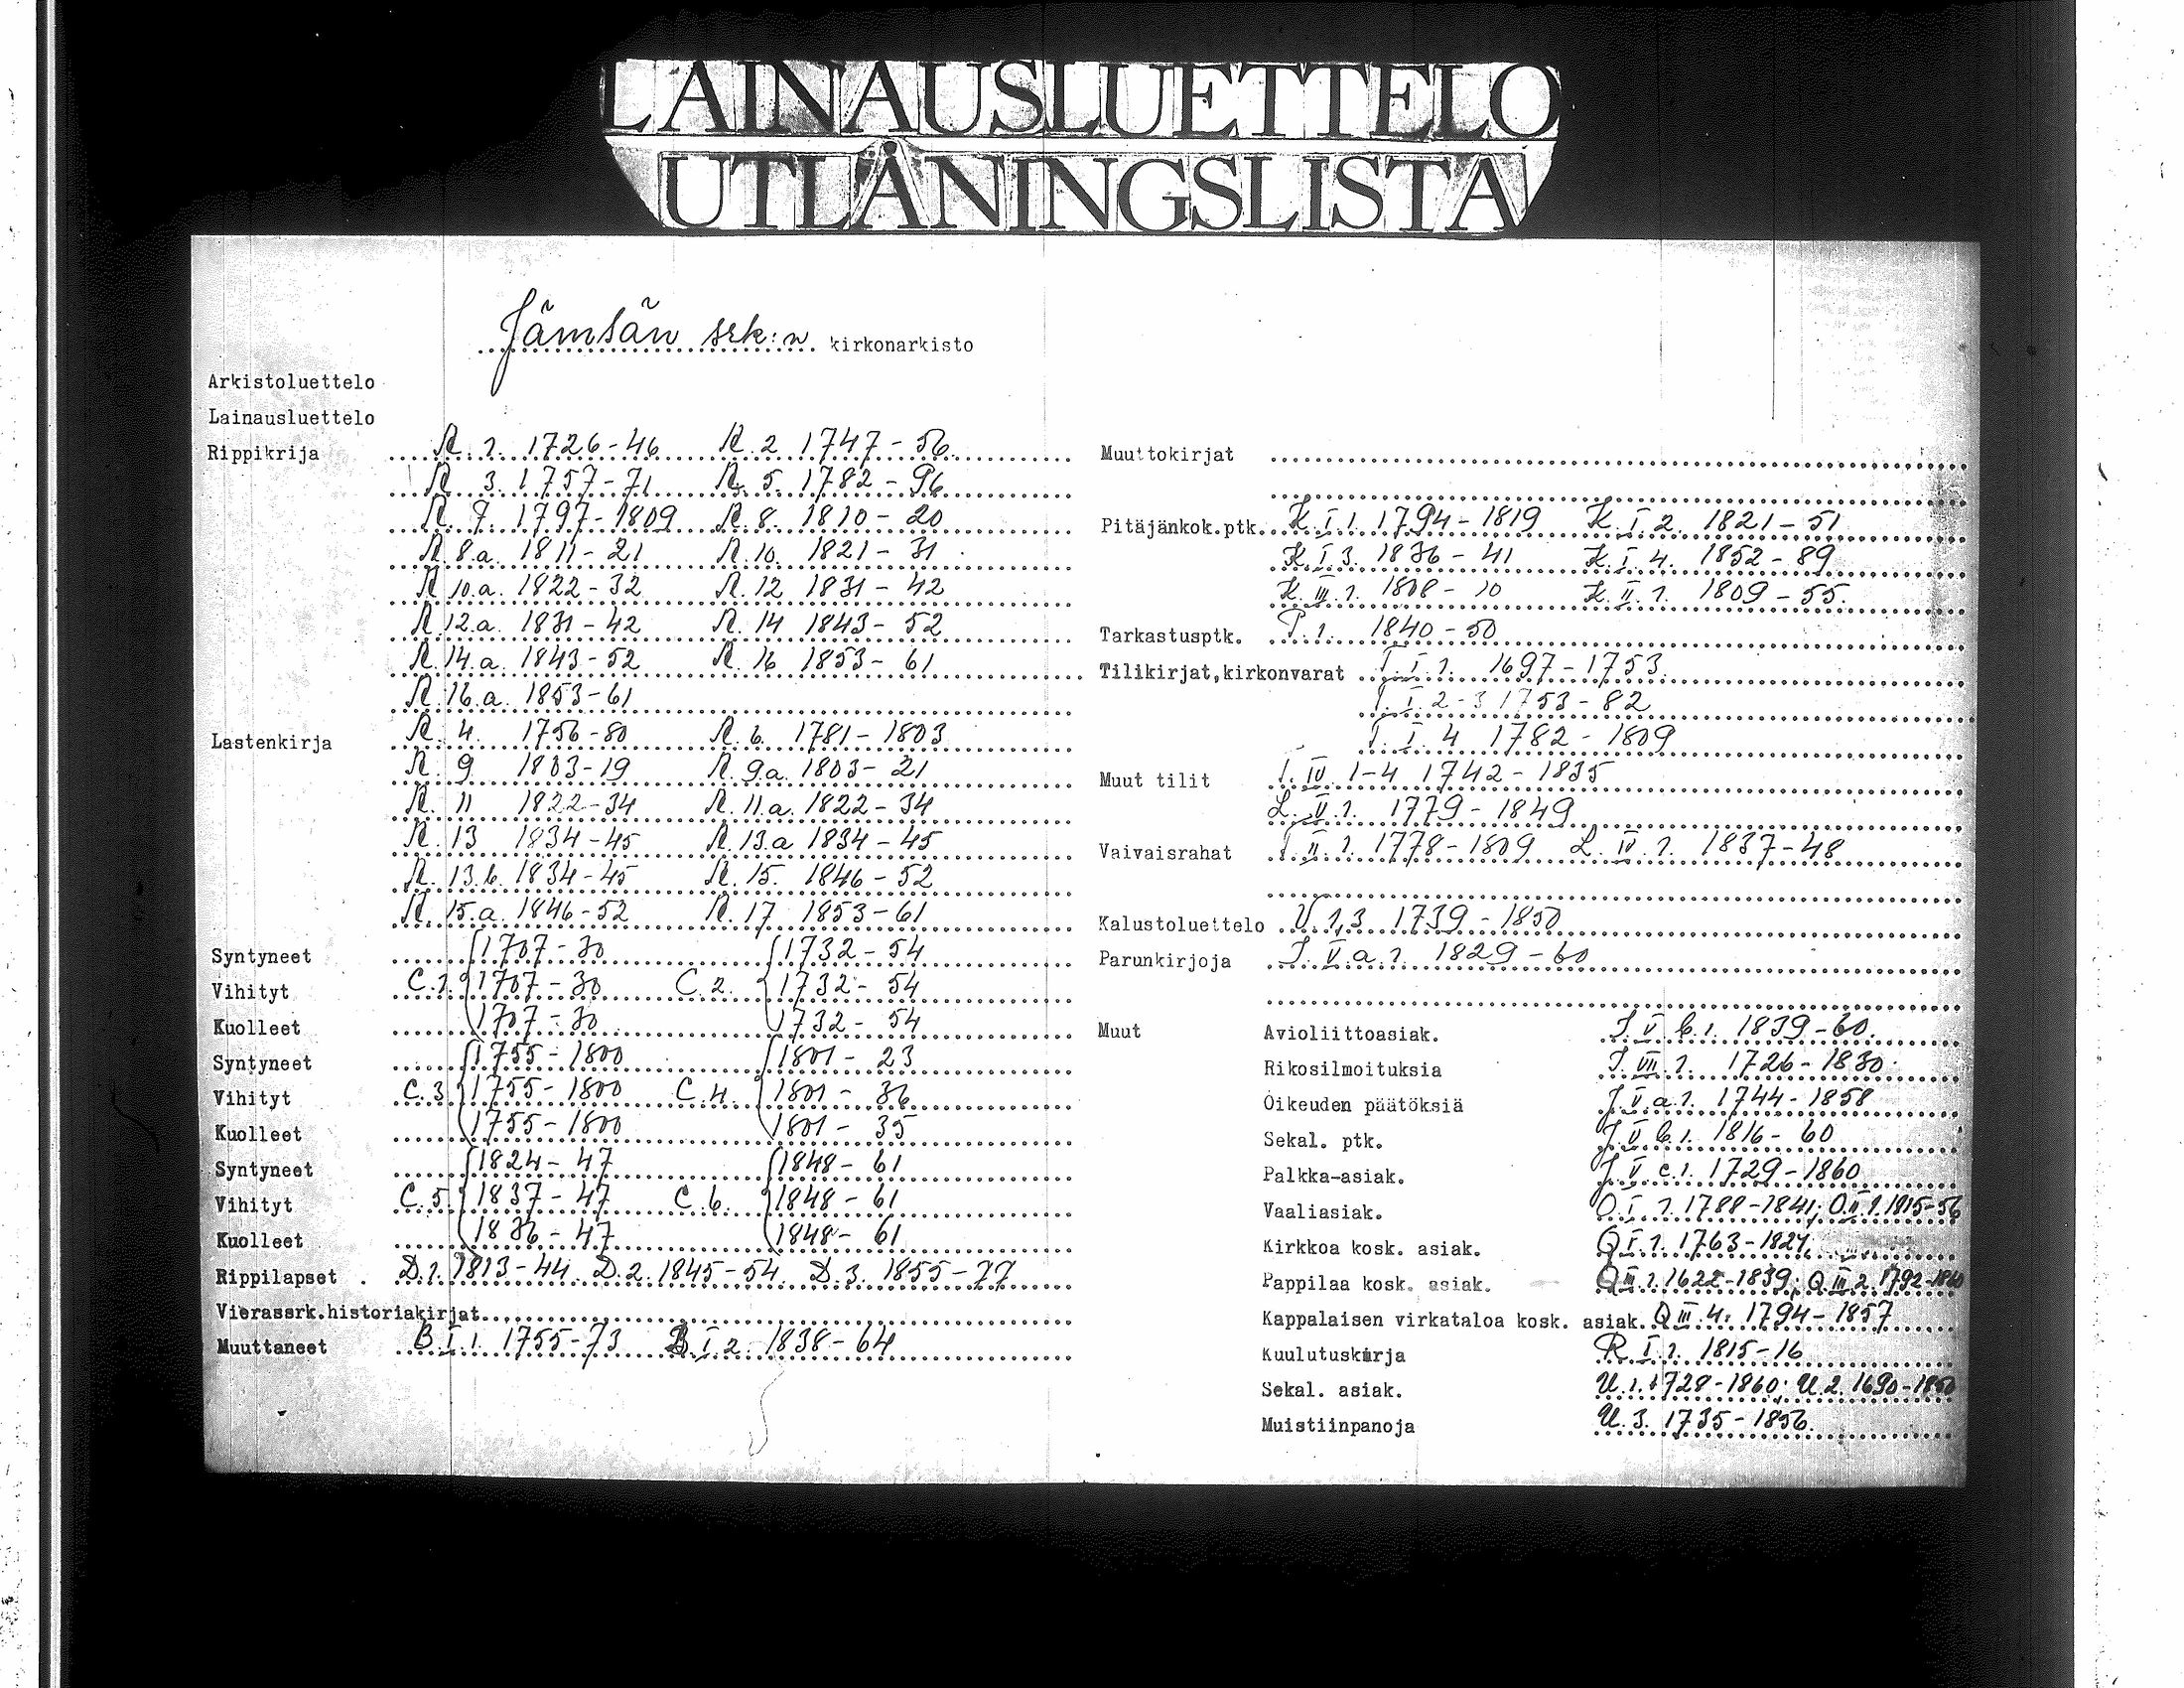 LAINAUSLUETTELO
UTLÅNINGSLISTA
Jämsän srk:n kirkonarkisto
Arkistoluettelo
Lainausluettelo
Rippikrija R. 1. 1726-46 R. 2 1747-56
R. 3. 1757-71 R. 5. 1782-96
R. 7. 1797-1809 R. 8. 1810-20
R. 8.a. 1811-21 R. 10. 1821-31
R. 10.a. 1822-32 R. 12 1831-42
R. 12.a. 1831-42 R. 14 1843-52
R. 14.a. 1843-52 R. 16 1853-61
R. 16.a. 1853-61
Lastenkirja R. 4. 1756-80 R. 6. 1781-1803
R. 9 1803-19 R. 9.a. 1803-21
R. 11 1822-34 R. 11.a. 1822-34
R. 13 1834-45 R. 13.a 1834-45
R. 13.b. 1834-45 R. 15. 1846-52
R. 15.a. 1846-52 R. 17 1853-61
Syntyneet 1707-30 1732-54
Vihityt C.1. 1707-30 C.2. 1732-54
Kuolleet 1707-30 1732-54
Syntyneet 1755-1800 1801-23
Vihityt C.3. 1755-1800 C.4. 1801-36
Kuolleet 1755-1800 1801-35
Syntyneet 1824-47 1848-61
Vihityt C.5. 1837-47 C.6. 1848-61
Kuolleet 1836-47 1848-61
Rippilapset . D.1. 1813-44 D.2. 1845-54 D.3. 1855-77
Vierassrk.historiakirjat
Muuttaneet B.I.1. 1755-73 B.I.2. 1838-64
Muuttokirjat
Pitäjänkok.ptk. K.I.1. 1794-1819 K.I.2. 1821-51
K.I.3. 1836-41 K.I.4. 1852-89
K.III.1. 1808-10 K.II.1. 1809-55.
Tarkastusptk. P.1. 1840-50
Tilikirjat,kirkonvarat T.I.1. 1697-1753
T.I.2-3 1753-82
T.I.4 1782-1809
Muut tilit T.IV.1-4 1742-1835
L.V.1. 1779-1849
Vaivaisrahat T.II.1. 1778-1809 L.IV.1. 1837-48
Kalustoluettelo V.1,3. 1739-1850
Parunkirjoja I.V.a.1. 1829-60
Muut Avioliittoasiak. I.V.b.1. 1839-60.
Rikosilmoituksia I.VII.1. 1726-1830
Oikeuden päätöksiä J.V.a.1. 1744-1858
Sekal. ptk. J.V.b.1. 1816-60
Palkka-asiak. J.V.c.1. 1729-1860
Vaaliasiak. O.I.1. 1788-1841; O.II.1. 1815-56
Kirkkoa kosk. asiak. Q.I.1. 1763-1821
Pappilaa kosk. asiak. Q.III.1. 1622-1839; Q.III.2. 1792-1860
Kappalaisen virkataloa kosk. asiak. Q.III.4. 1794-1857
Kuulutuskirja R.I.1. 1815-16
Sekal. asiak. U.1. 1728-1860; U.2. 1690-1850
Muistiinpanoja U.3. 1735-1856.